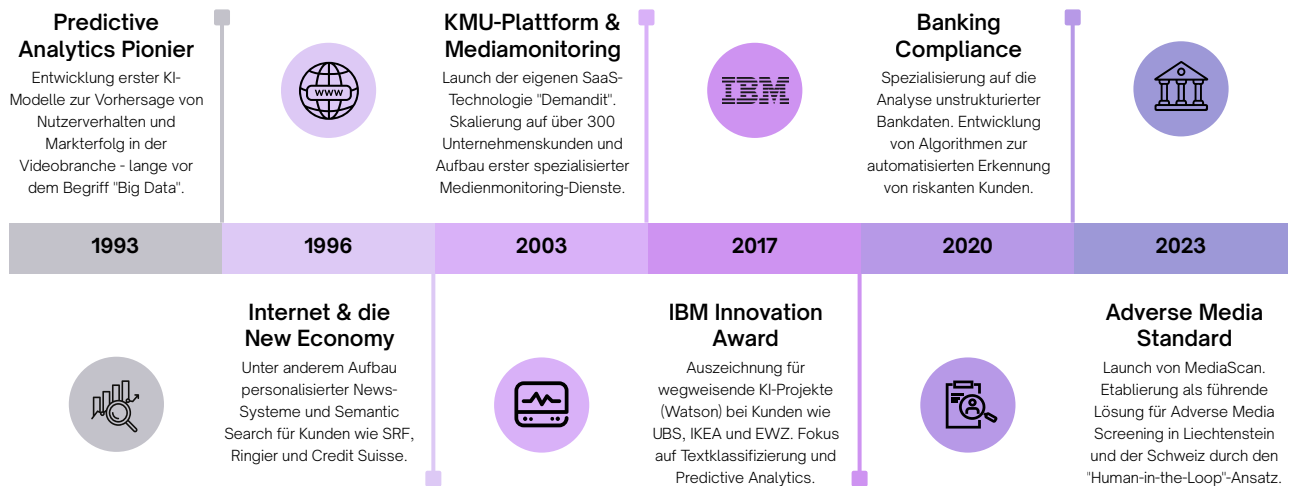 Predictive
Analytics Pionier
Entwicklung erster KI-
Modelle zur Vorhersage von
Nutzerverhalten und
Markterfolg in der
Videobranche - lange vor
dem Begriff "Big Data".
www
KMU-Plattform &
Mediamonitoring
Launch der eigenen SaaS-
Technologie "Demandit".
Skalierung auf über 300
Unternehmenskunden und
Aufbau erster spezialisierter
Medienmonitoring-Dienste.
IBM
Banking
Compliance
Spezialisierung auf die
Analyse unstrukturierter
Bankdaten. Entwicklung
von Algorithmen zur
automatisierten Erkennung
von riskanten Kunden.
1993
1996
2003
2017
2020
2023
Internet & die
New Economy
Unter anderem Aufbau
personalisierter News-
Systeme und Semantic
Search für Kunden wie SRF,
Ringier und Credit Suisse.
IBM Innovation
Award
Auszeichnung für
wegweisende KI-Projekte
(Watson) bei Kunden wie
UBS, IKEA und EWZ. Fokus
auf Textklassifizierung und
Predictive Analytics.
Adverse Media
Standard
Launch von MediaScan.
Etablierung als führende
Lösung für Adverse Media
Screening in Liechtenstein
und der Schweiz durch den
"Human-in-the-Loop"-Ansatz.